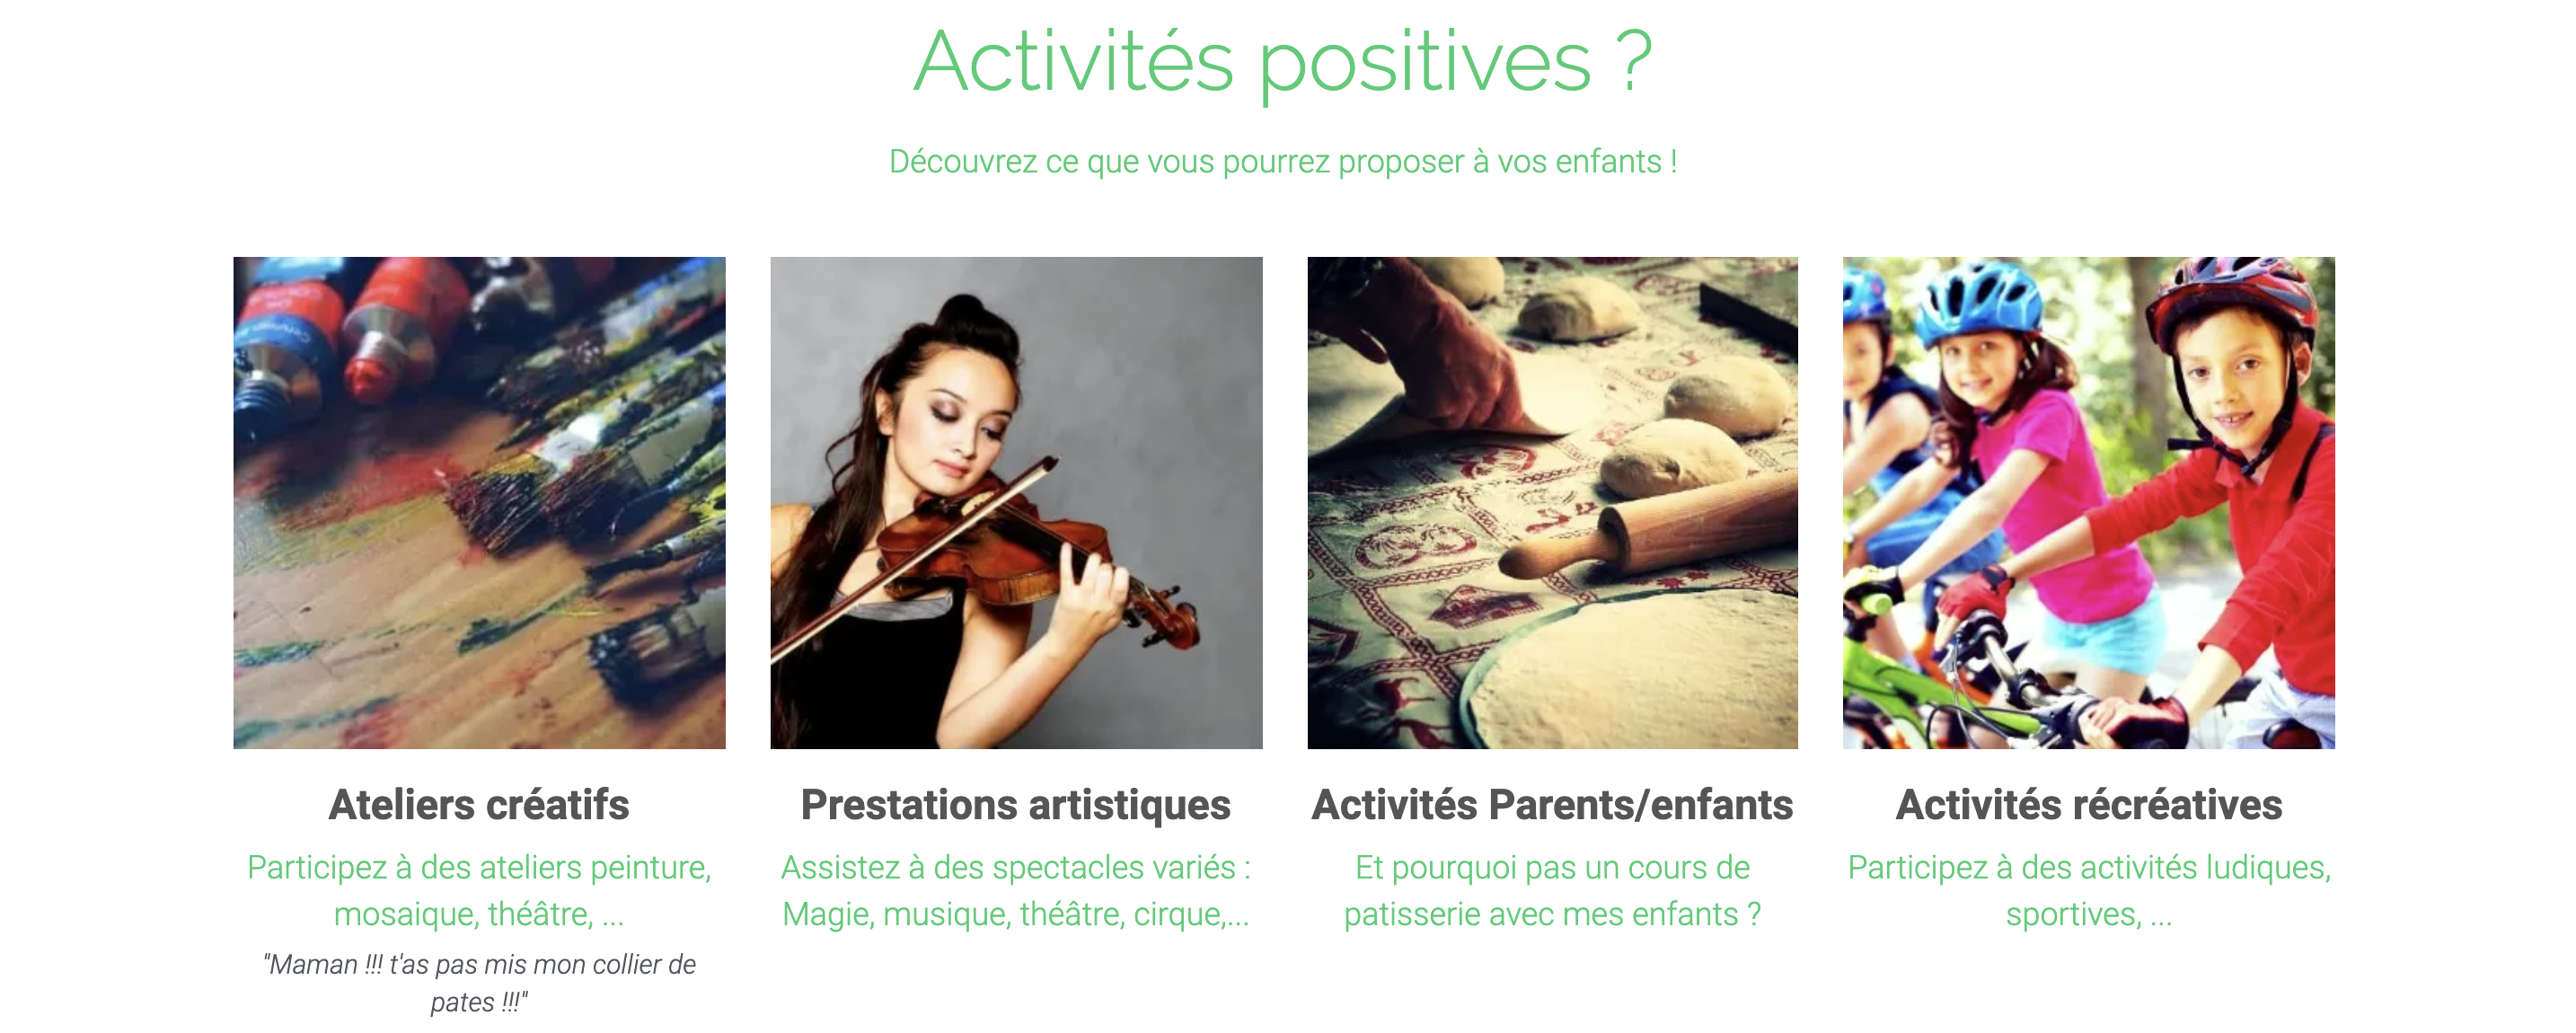 Activités positives ?
Découvrez ce que vous pourrez proposer à vos enfants !
Ateliers créatifs
Participez à des ateliers peinture,
mosaique, théâtre, ...
"Maman !!! t'as pas mis mon collier de
pates !!!"
Prestations artistiques
Assistez à des spectacles variés :
Magie, musique, théâtre, cirque,...
Activités Parents/enfants
Et pourquoi pas un cours de
patisserie avec mes enfants ?
Activités récréatives
Participez à des activités ludiques,
sportives, ...